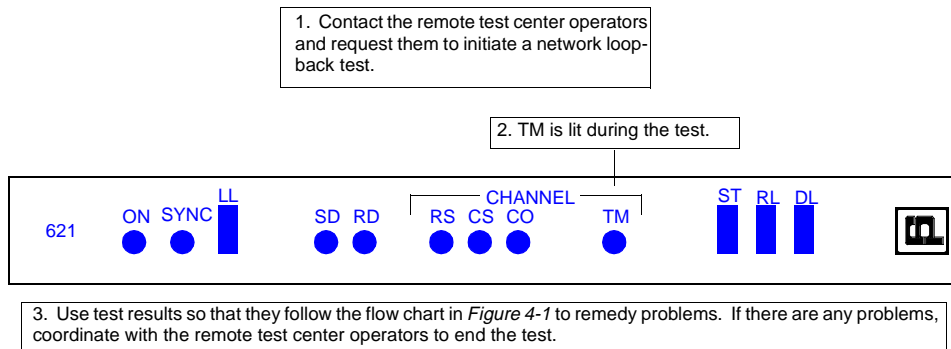 1. Contact the remote test center operators
and request them to initiate a network loop-
back test.
2. TM is lit during the test.
LL CHANNEL ST RL DL
ON SYNC SD RD RS CS CO TM
621
3. Use test results so that they follow the flow chart in Figure 4-1 to remedy problems. If there are any problems,
coordinate with the remote test center operators to end the test.